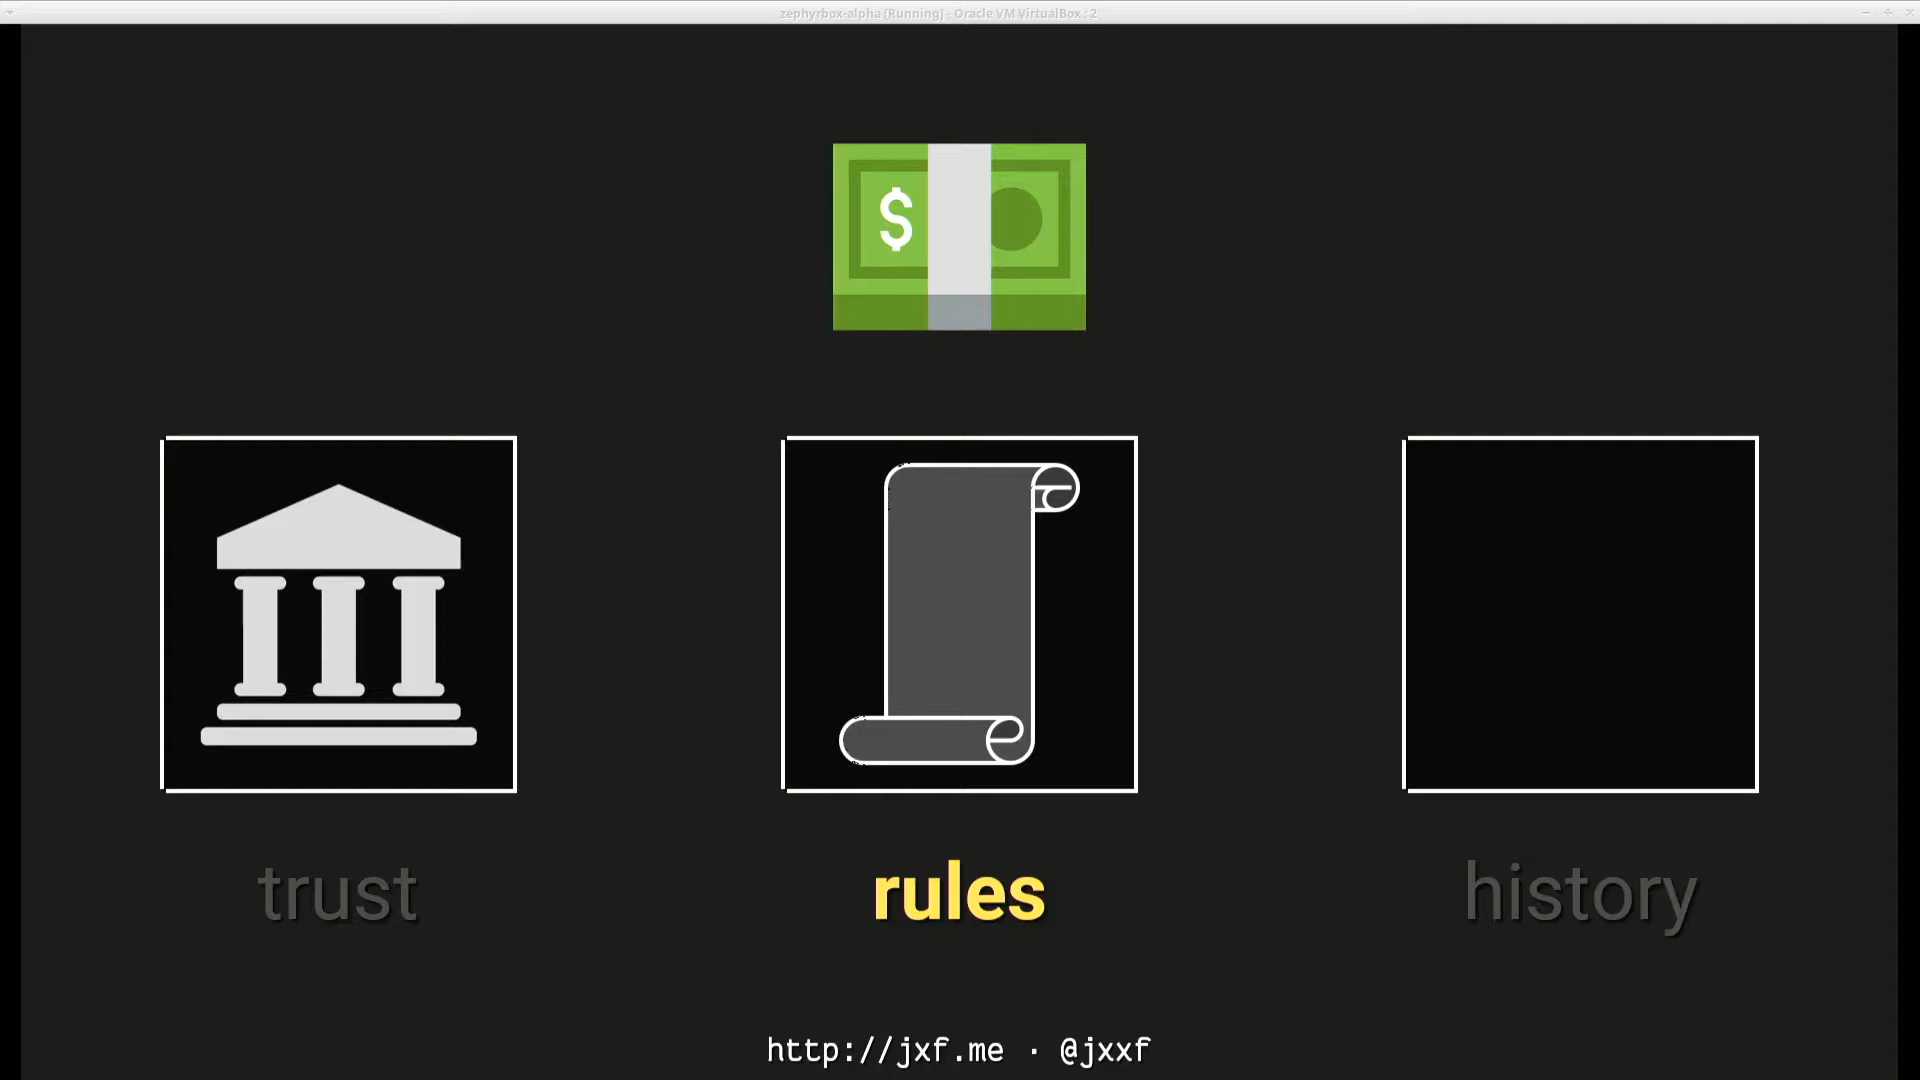 zephyrbox-alpha [Running] - Oracle VM VirtualBox : 2
$
trust
rules
history
http://jxf.me · @jxxf